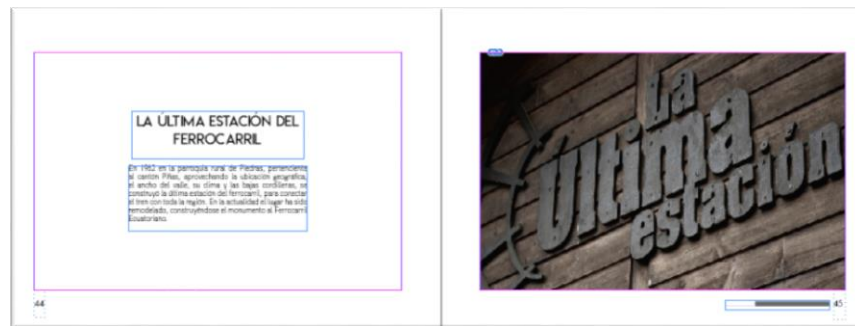 LA ÚLTIMA ESTACIÓN DEL
FERROCARRIL
En 1962 en la parroquia rural de Piedras, perteneciente
al cantón Piñas, aprovechando la ubicación geográfica,
el ancho del valle, su clima y las bajas cordilleras, se
construyó la última estación del ferrocarril, para conectar
el tren con toda la región. En la actualidad el lugar ha sido
remodelado, construyéndose el monumento al Ferrocarril
Ecuatoriano.
44
La
Última
estación
45